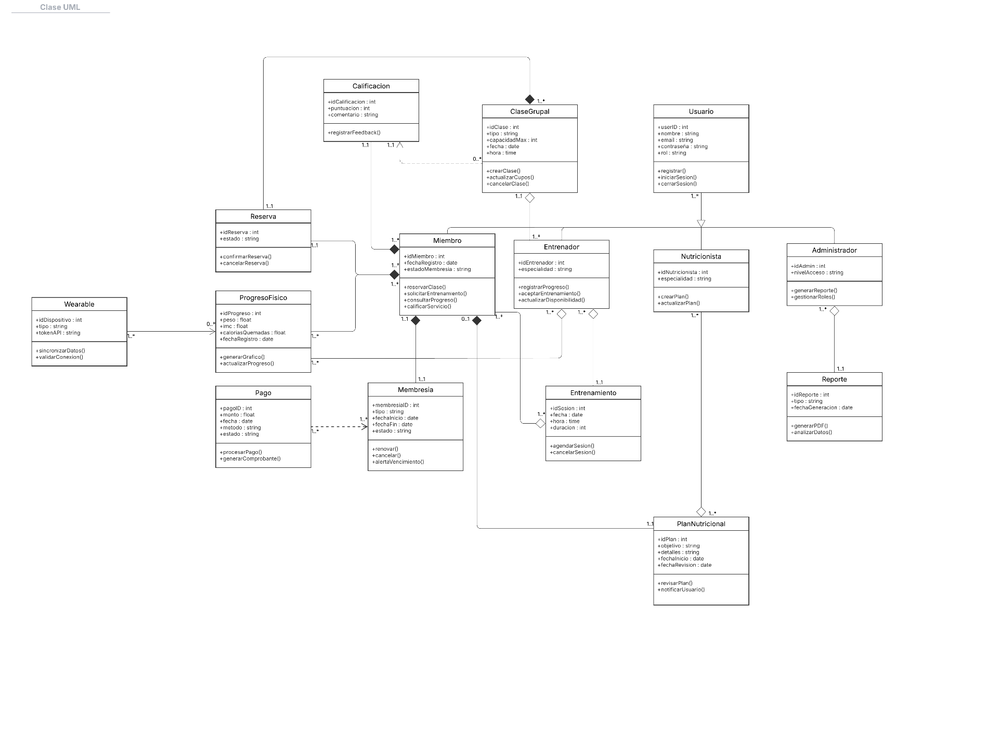 Clase UML
Calificacion
+idCalificacion : int
+puntuacion : int
+comentario : string
+registrarFeedback()
1..1
1..1
1..*
ClaseGrupal
+idClase : int
+tipo : string
+capacidadMax : int
+fecha : date
+hora : time
+crearClase()
+actualizarCupos()
+cancelarClase()
0..*
1..1
Usuario
+userID : int
+nombre : string
+email : string
+contraseña : string
+rol : string
+registrar()
+iniciarSesion()
+cerrarSesion()
1..*
1..1
Reserva
+idReserva : int
+estado : string
+confirmarReserva()
+cancelarReserva()
1..1
1..*
1..*
1..*
Miembro
+idMiembro : int
+fechaRegistro : date
+estadoMembresia : string
+reservarClase()
+solicitarEntrenamiento()
+consultarProgreso()
+calificarServicio()
1..1
0..1
1..*
1..*
Entrenador
+idEntrenador : int
+especialidad : string
+registrarProgreso()
+aceptarEntrenamiento()
+actualizarDisponibilidad()
1..*
1..*
Nutricionista
+idNutricionista : int
+especialidad : string
+crearPlan()
+actualizarPlan()
1..*
Administrador
+idAdmin : int
+nivelAcceso : string
+generarReporte()
+gestionarRoles()
1..*
Wearable
+idDispositivo : int
+tipo : string
+tokenAPI : string
+sincronizarDatos()
+validarConexion()
1..*
0..*
ProgresoFisico
+idProgreso : int
+peso : float
+imc : float
+caloriasQuemadas : float
+fechaRegistro : date
+generarGrafico()
+actualizarProgreso()
1..*
1..*
Pago
+pagoID : int
+monto : float
+fecha : date
+metodo : string
+estado : string
+procesarPago()
+generarComprobante()
1..*
1..*
1..1
Membresia
+membresiaID : int
+tipo : string
+fechaInicio : date
+fechaFin : date
+estado : string
+renovar()
+cancelar()
+alertaVencimiento()
1..1
1..*
Entrenamiento
+idSesion : int
+fecha : date
+hora : time
+duracion : int
+agendarSesion()
+cancelarSesion()
1..1
Reporte
+idReporte : int
+tipo : string
+fechaGeneracion : date
+generarPDF()
+analizarDatos()
1..*
1..1
PlanNutricional
+idPlan : int
+objetivo : string
+detalles : string
+fechaInicio : date
+fechaRevision : date
+revisarPlan()
+notificarUsuario()